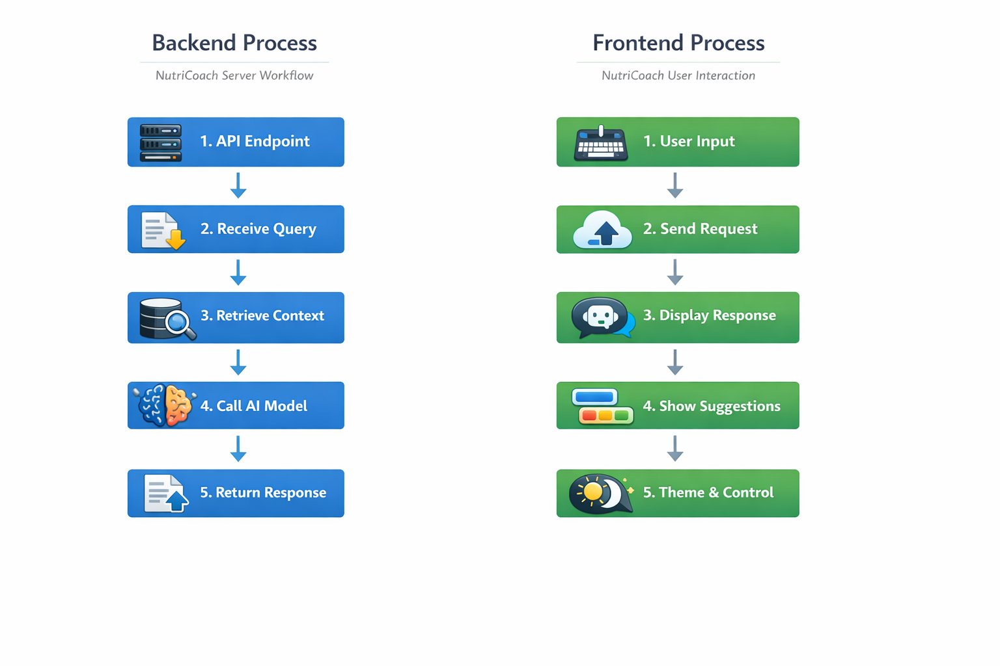 Backend Process
NutriCoach Server Workflow
1. API Endpoint
2. Receive Query
3. Retrieve Context
4. Call AI Model
5. Return Response
Frontend Process
NutriCoach User Interaction
1. User Input
2. Send Request
3. Display Response
4. Show Suggestions
5. Theme & Control